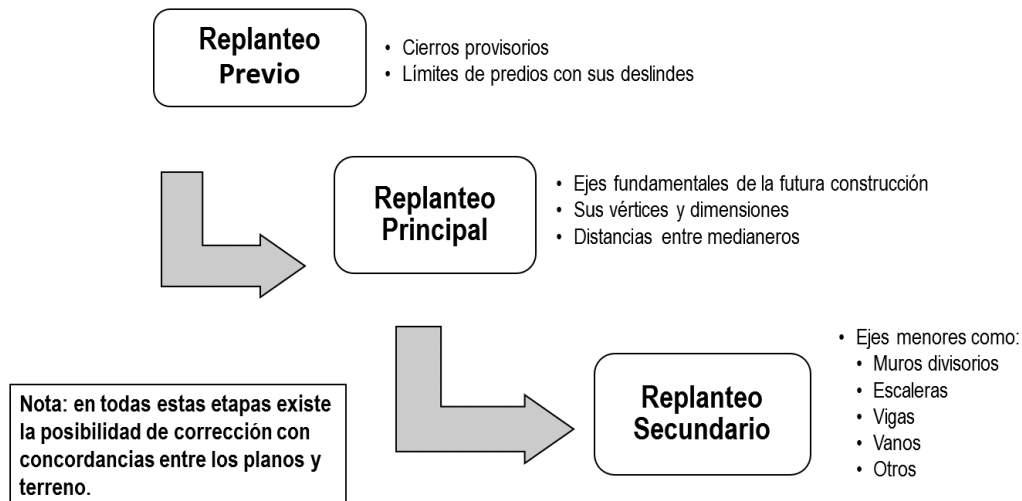 Replanteo
Previo
• Cierros provisorios
• Límites de predios con sus deslindes
Replanteo
Principal
• Ejes fundamentales de la futura construcción
• Sus vértices y dimensiones
• Distancias entre medianeros
Replanteo
Secundario
• Ejes menores como:
• Muros divisorios
• Escaleras
• Vigas
• Vanos
• Otros
Nota: en todas estas etapas existe
la posibilidad de corrección con
concordancias entre los planos y
terreno.